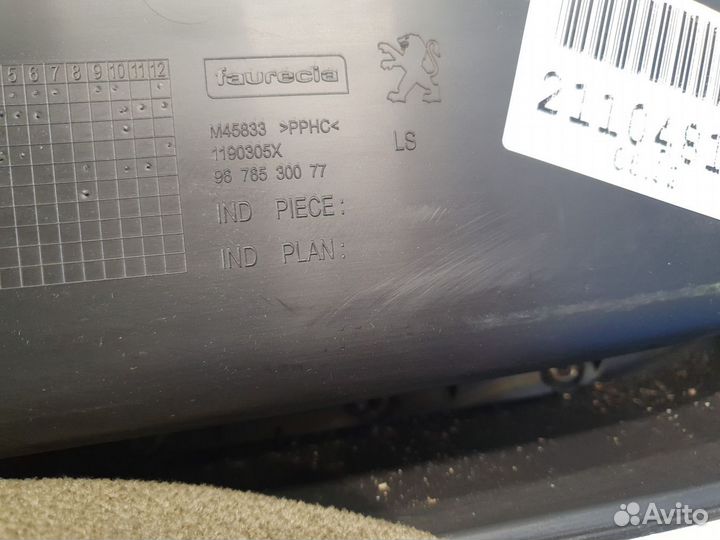 5 6 7 8 9 10 11 12
faurecia
M45833 >PPHC<
1190305X
96 765 300 77
LS
IND PIECE:
IND PLAN:
2110491
Avito